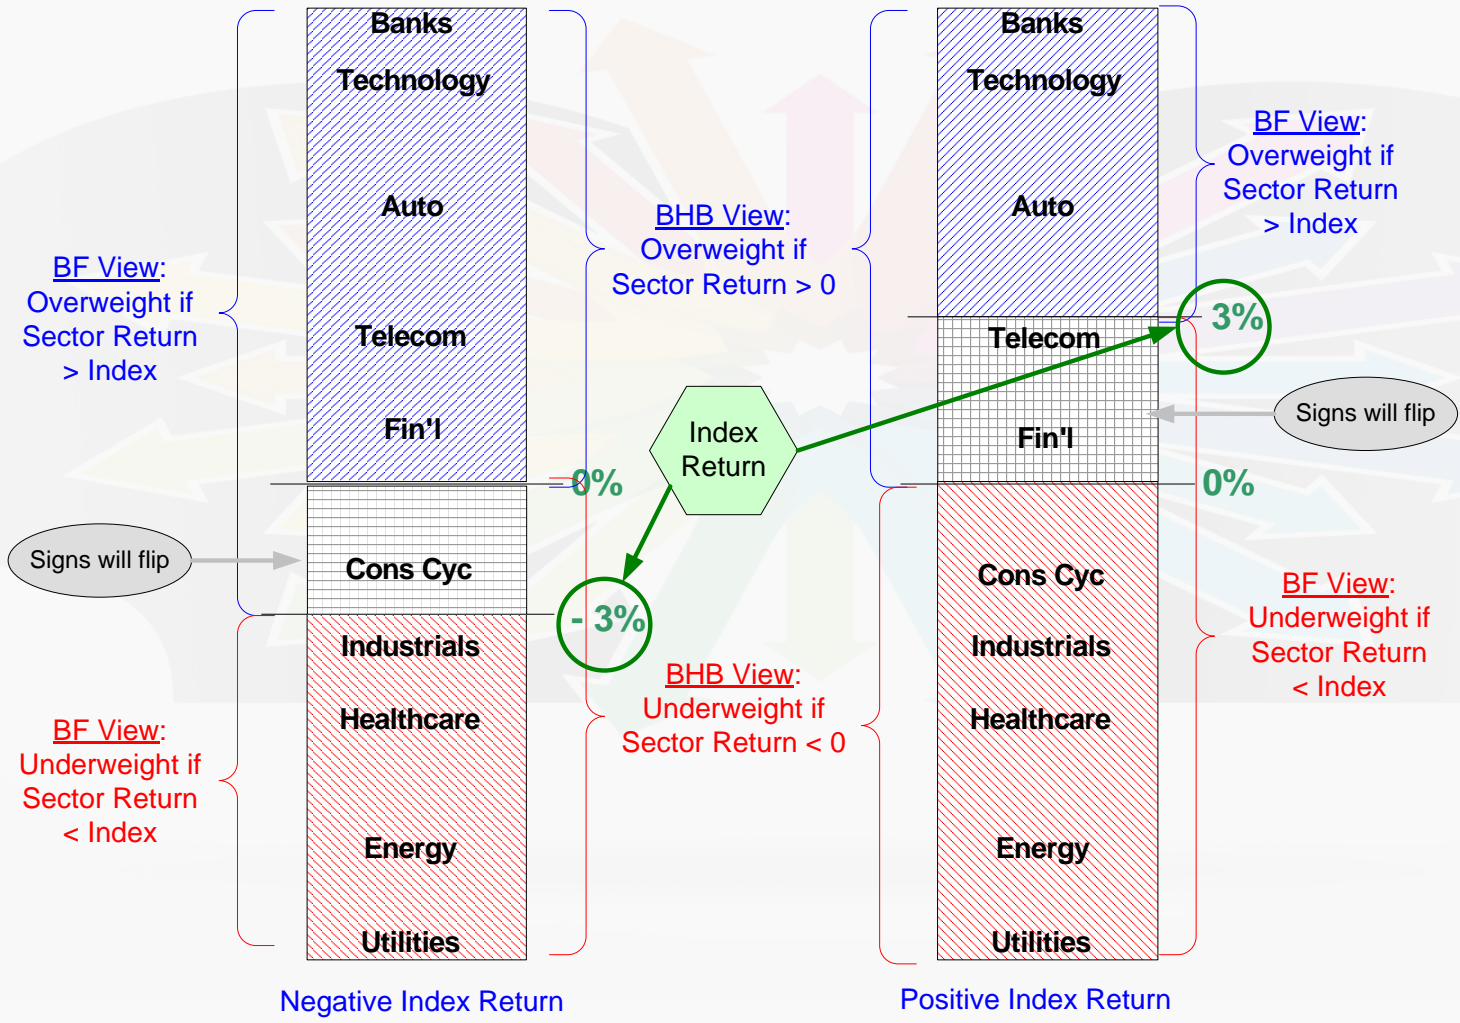 Banks
Technology
Auto
Telecom
Fin'l
Cons Cyc
Industrials
Healthcare
Energy
Utilities
Negative Index Return
BF View:
Overweight if
Sector Return
> Index
Signs will flip
BF View:
Underweight if
Sector Return
< Index
BHB View:
Overweight if
Sector Return > 0
Index
Return
0%
- 3%
BHB View:
Underweight if
Sector Return < 0
Banks
Technology
Auto
Telecom
Fin'l
Cons Cyc
Industrials
Healthcare
Energy
Utilities
Positive Index Return
BF View:
Overweight if
Sector Return
> Index
3%
Signs will flip
0%
BF View:
Underweight if
Sector Return
< Index